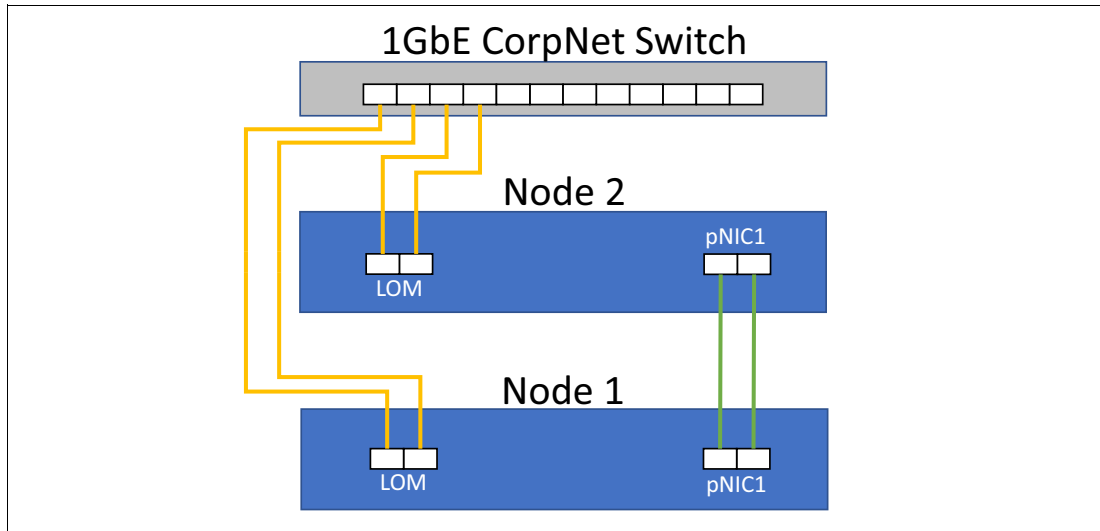 1GbE CorpNet Switch
Node 2
pNIC1
LOM
Node 1
LOM
pNIC1